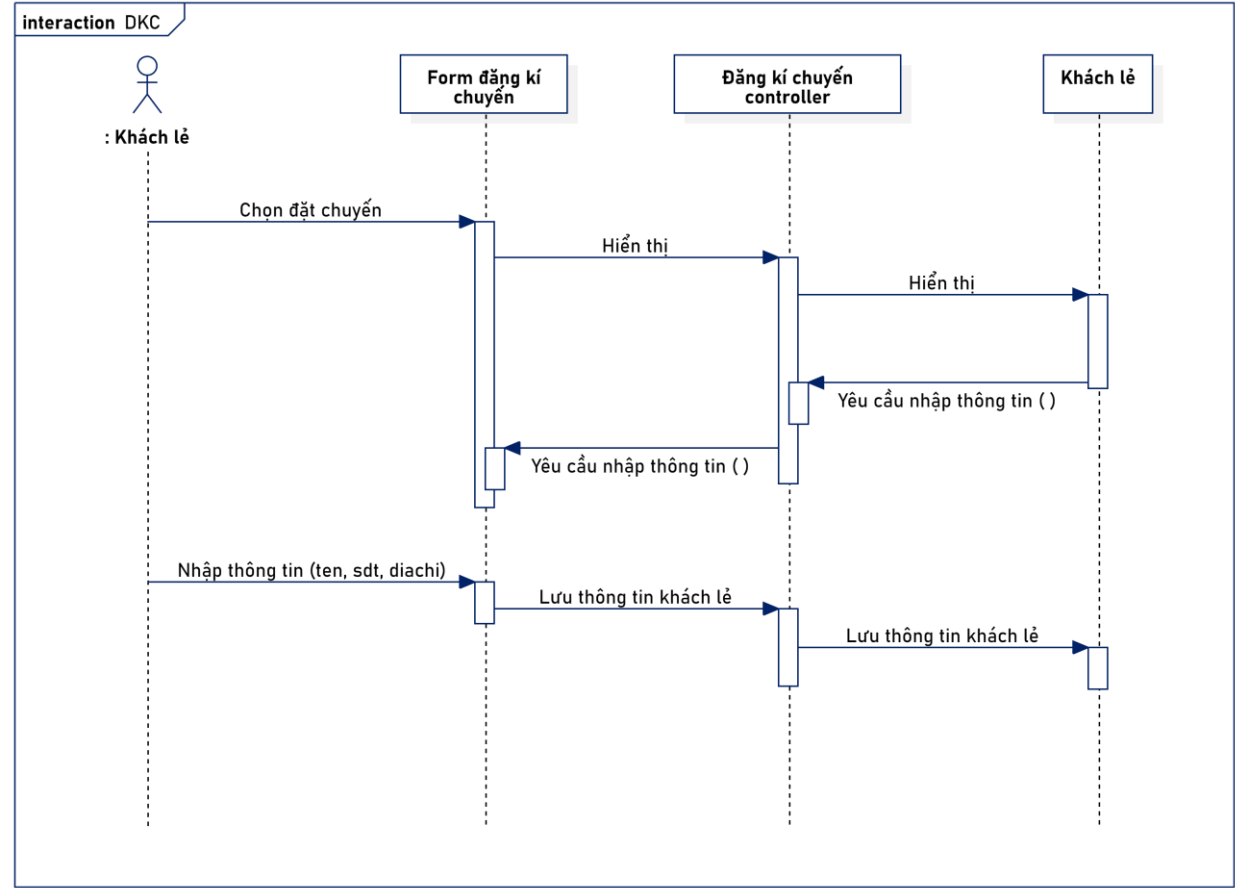 interaction DKC
: Khách lẻ
Form đăng kí
chuyến
Đăng kí chuyến
controller
Khách lẻ
Chọn đặt chuyến
Hiển thị
Hiển thị
Yêu cầu nhập thông tin ( )
Yêu cầu nhập thông tin ( )
Nhập thông tin (ten, sdt, diachi)
Lưu thông tin khách lẻ
Lưu thông tin khách lẻ